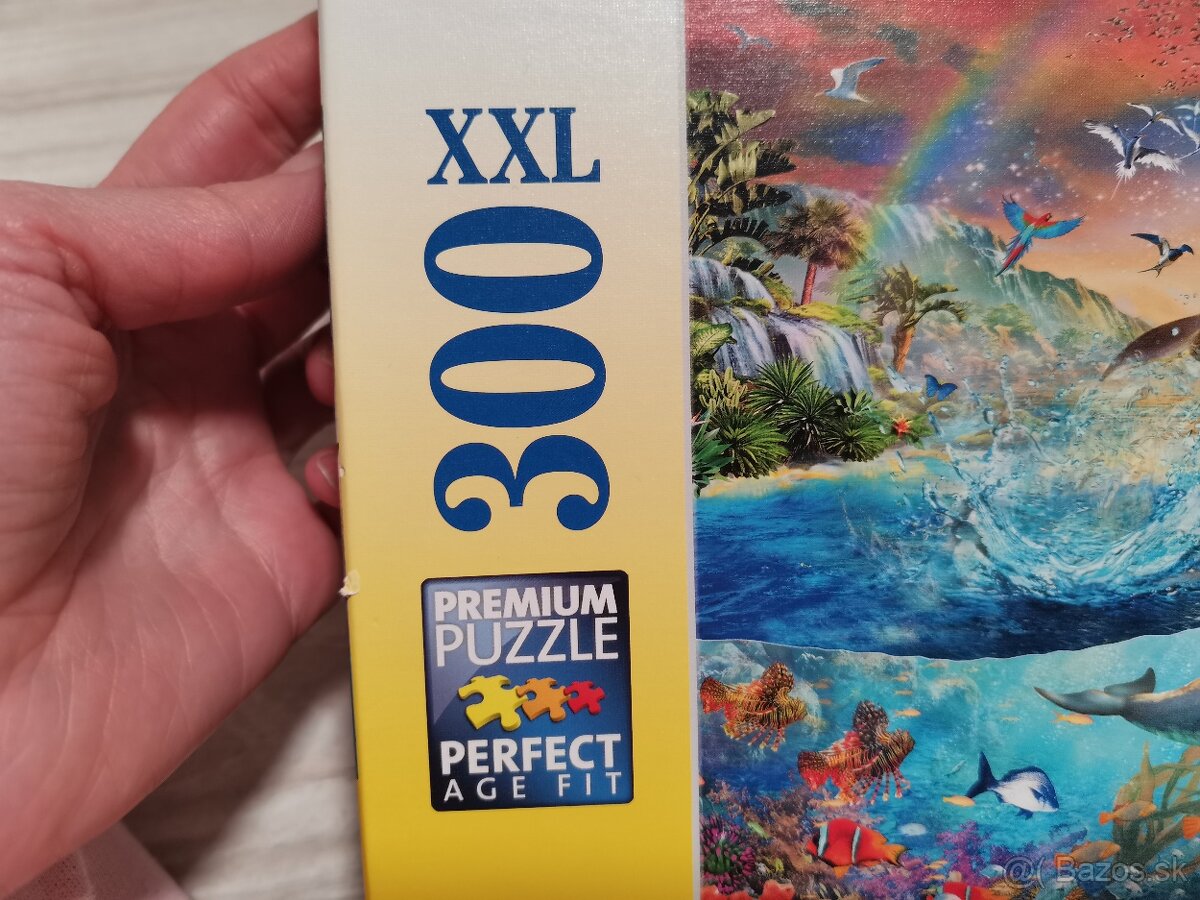 XXL
300
PREMIUM
PUZZLE
PERFECT
AGE FIT
@( Bazos.sk